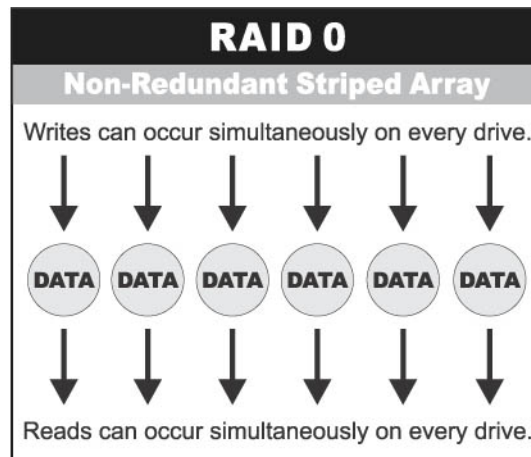 RAID 0
Non-Redundant Striped Array
Writes can occur simultaneously on every drive.
DATA DATA DATA DATA DATA DATA
Reads can occur simultaneously on every drive.